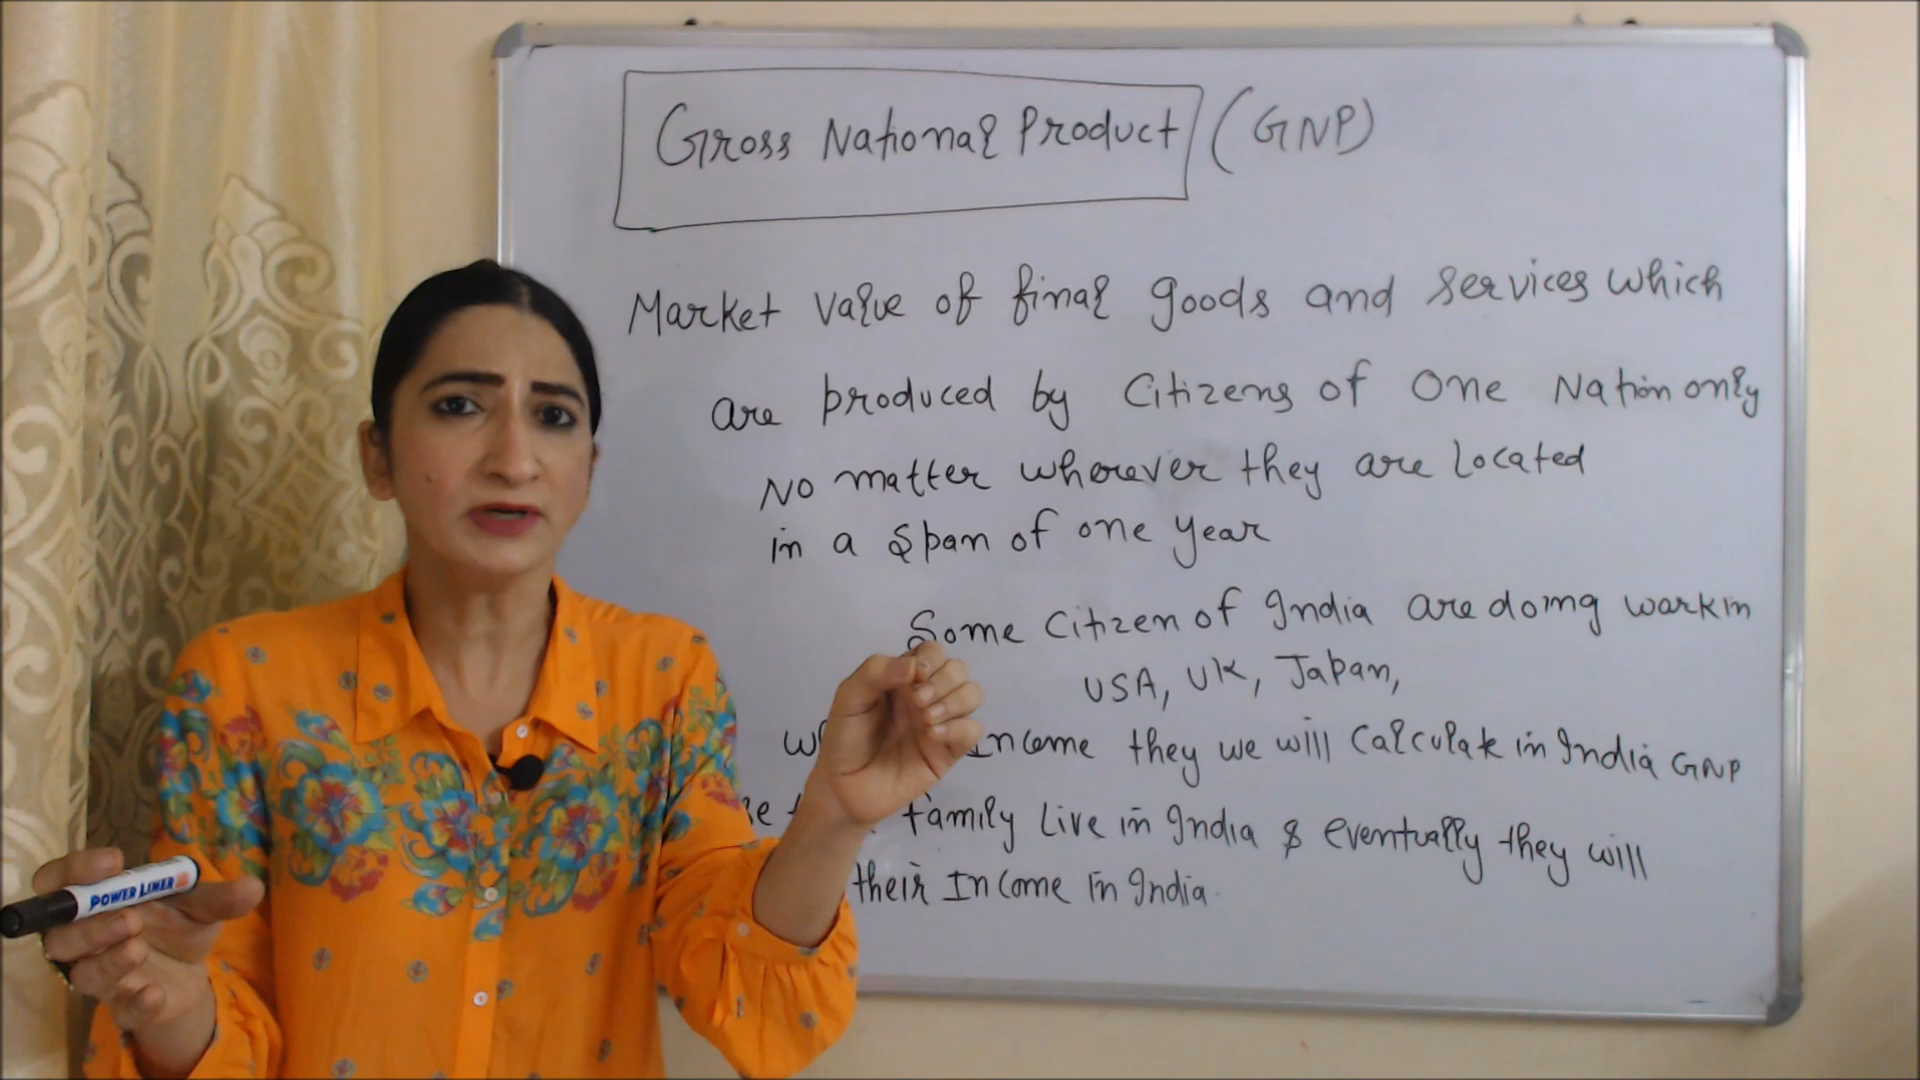 Gross National Product (GNP)
Market value of final goods and services which
are produced by Citizens of One Nation only
No matter wherever they are located
in a span of one year
Some Citizen of India are doing work in
USA, UK, Japan,
Income they we will calculate in India GNP
family live in India & eventually they will
their Income in India.
POWER LINER